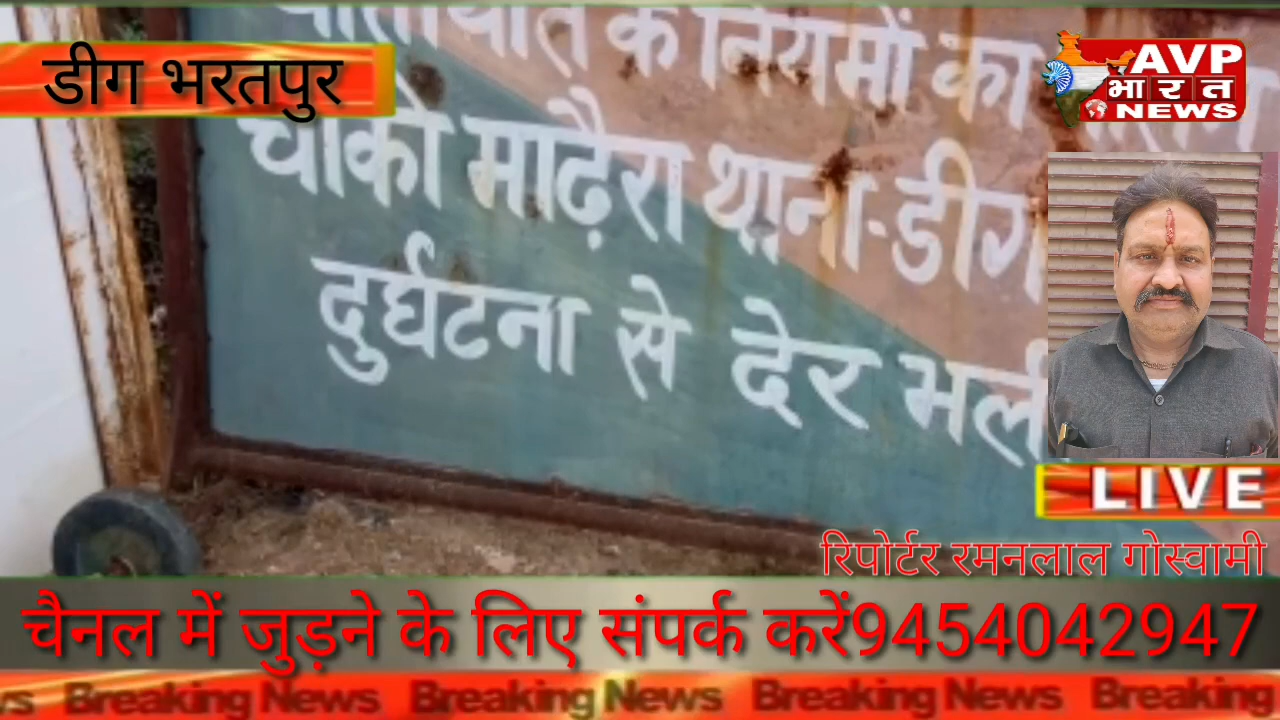 यातायात के नियमों का
डीग भरतपुर
AVP
भारत
NEWS
चौकी माढ़ैरा थाना-डीग
दुर्घटना से देर भली
LIVE
रिपोर्टर रमनलाल गोस्वामी
चैनल में जुड़ने के लिए संपर्क करें9454042947
Breaking News Breaking News Breaking News Breaking